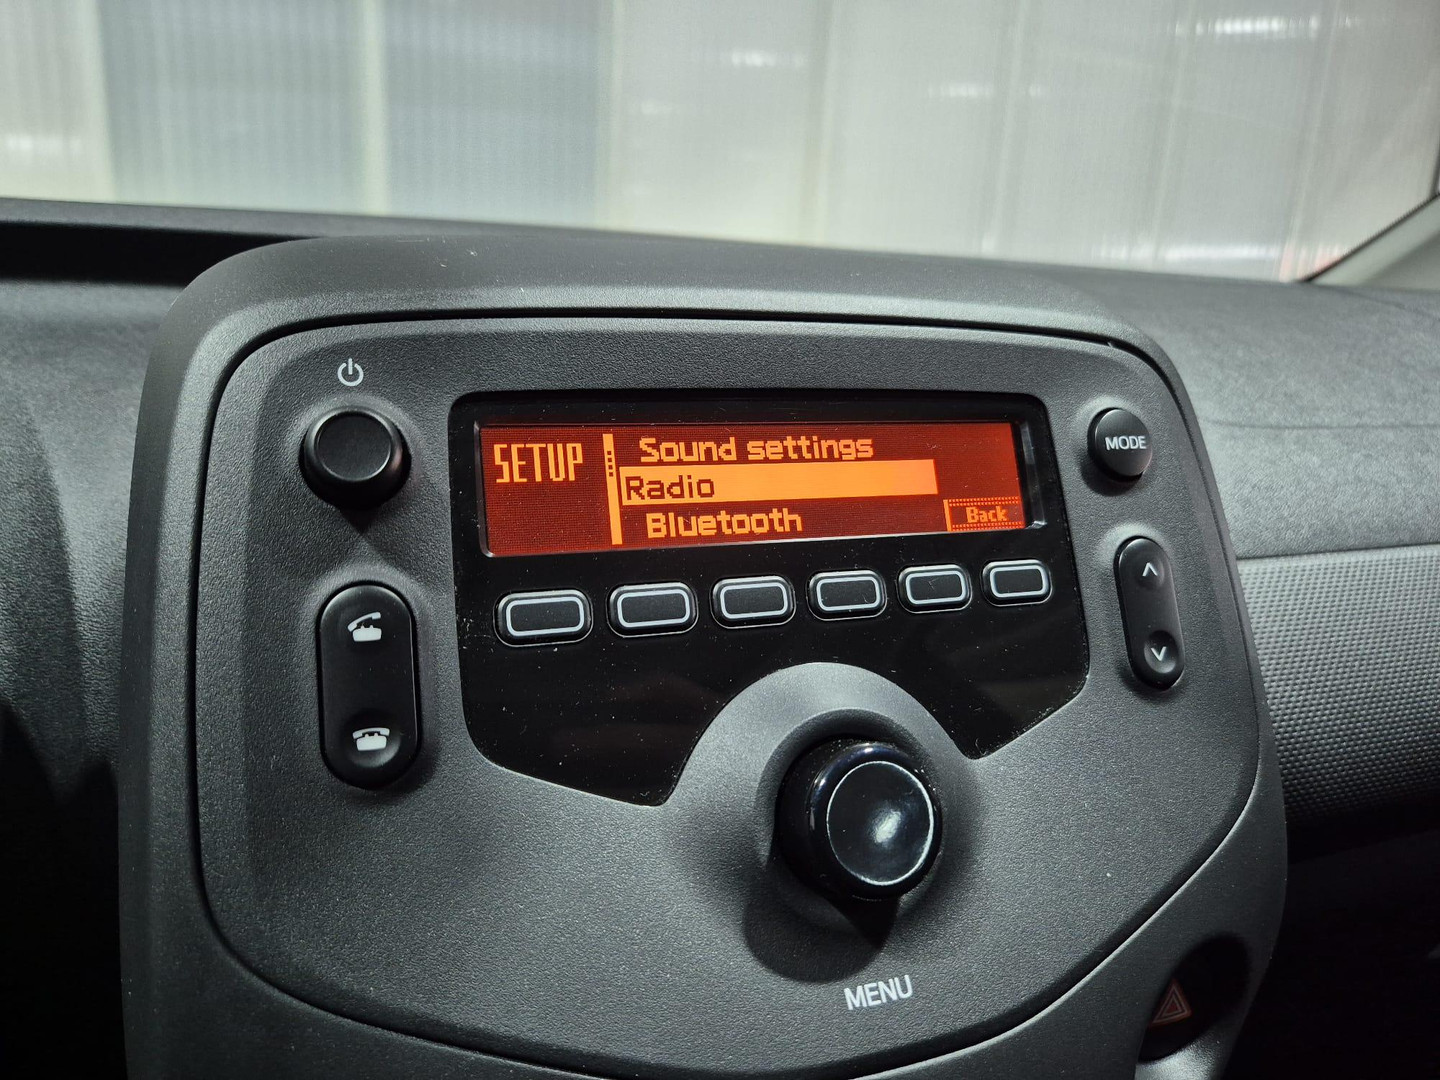 SETUP
Sound settings
Radio
Bluetooth
Back
MODE
MENU